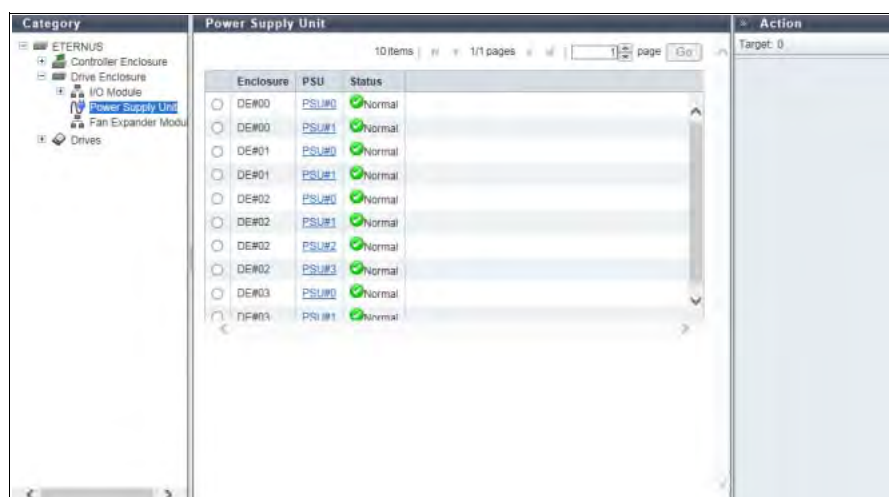 Category
ETERNUS
Controller Enclosure
Drive Enclosure
I/O Module
Power Supply Unit
Fan Expander Modu
Drives
Power Supply Unit
10 items 1/1 pages 1 page Go
Enclosure PSU Status
DE#00 PSU#0 Normal
DE#00 PSU#1 Normal
DE#01 PSU#0 Normal
DE#01 PSU#1 Normal
DE#02 PSU#0 Normal
DE#02 PSU#1 Normal
DE#02 PSU#2 Normal
DE#02 PSU#3 Normal
DE#03 PSU#0 Normal
DE#03 PSU#1 Normal
Action
Target: 0